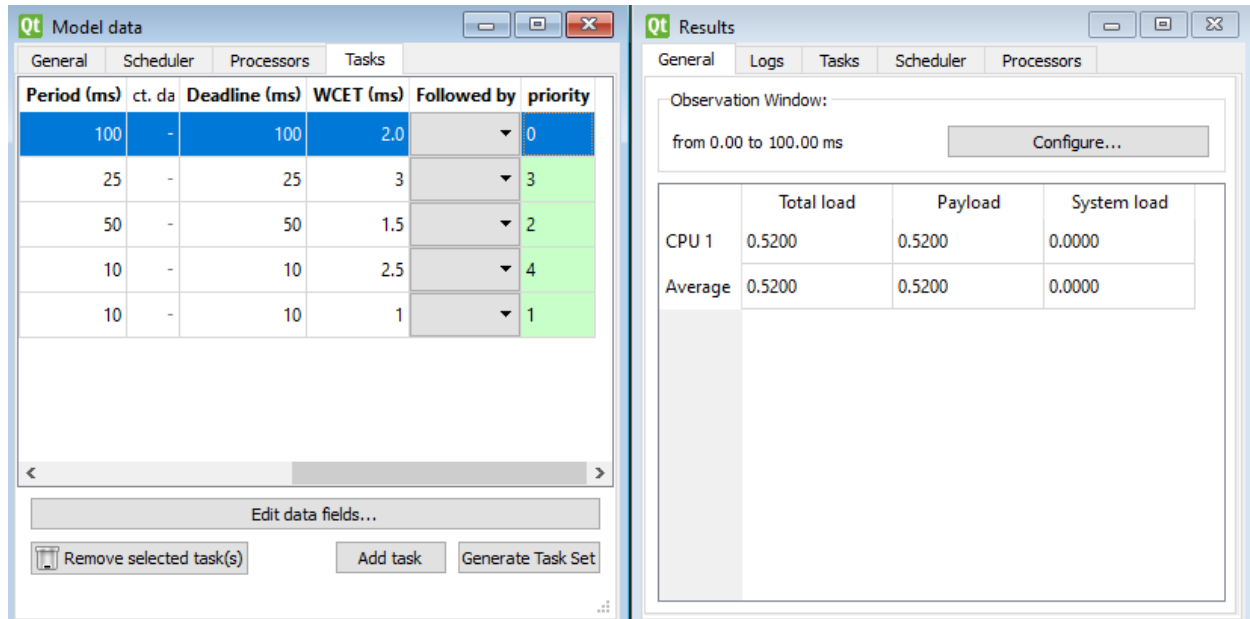 Qt Model data
General Scheduler Processors Tasks
Period (ms) ct. da Deadline (ms) WCET (ms) Followed by priority
100 - 100 2.0 0
25 - 25 3 3
50 - 50 1.5 2
10 - 10 2.5 4
10 - 10 1 1
Edit data fields...
Remove selected task(s) Add task Generate Task Set
Qt Results
General Logs Tasks Scheduler Processors
Observation Window:
from 0.00 to 100.00 ms Configure...
Total load Payload System load
CPU 1 0.5200 0.5200 0.0000
Average 0.5200 0.5200 0.0000